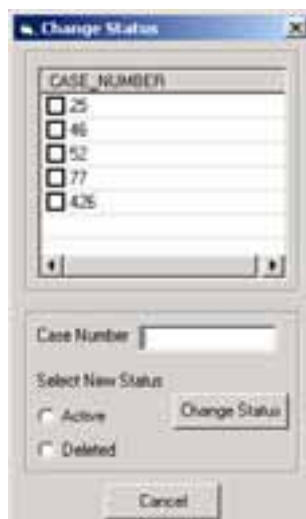 Change Status
CASE_NUMBER
25
46
52
77
426
Case Number
Select New Status
Active
Change Status
Deleted
Cancel